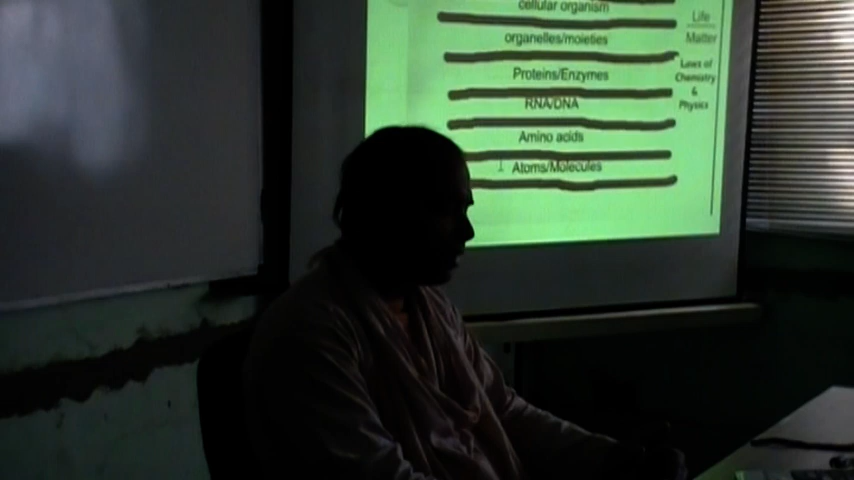 cellular organism
organelles/moieties
Proteins/Enzymes
RNA/DNA
Amino acids
Atoms/Molecules
Life
Matter
Laws of
Chemistry
&
Physics